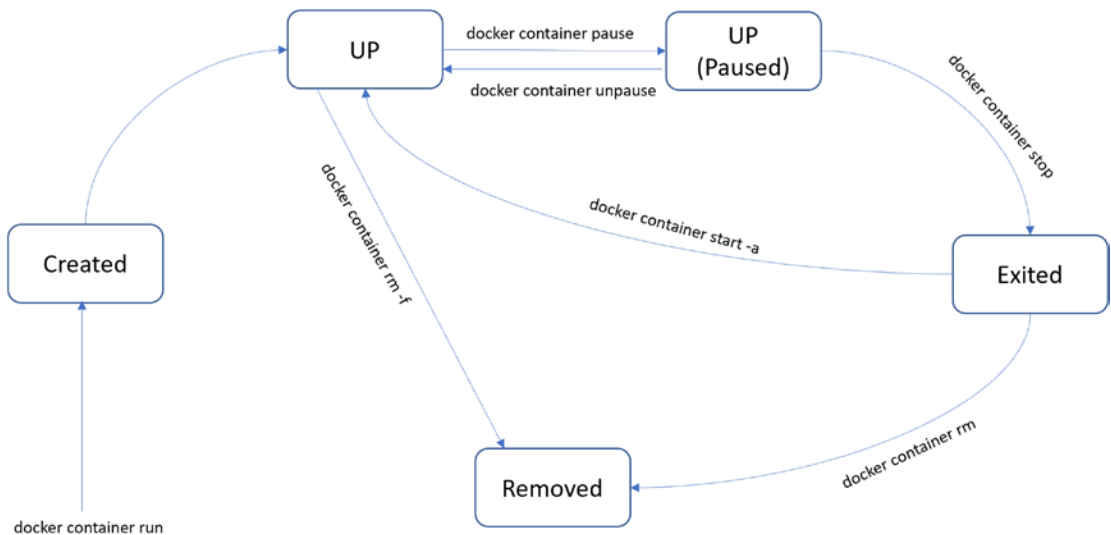 UP
docker container pause
UP
(Paused)
docker container unpause
docker container stop
docker container rm -f
docker container start -a
Created
Exited
docker container rm
Removed
docker container run